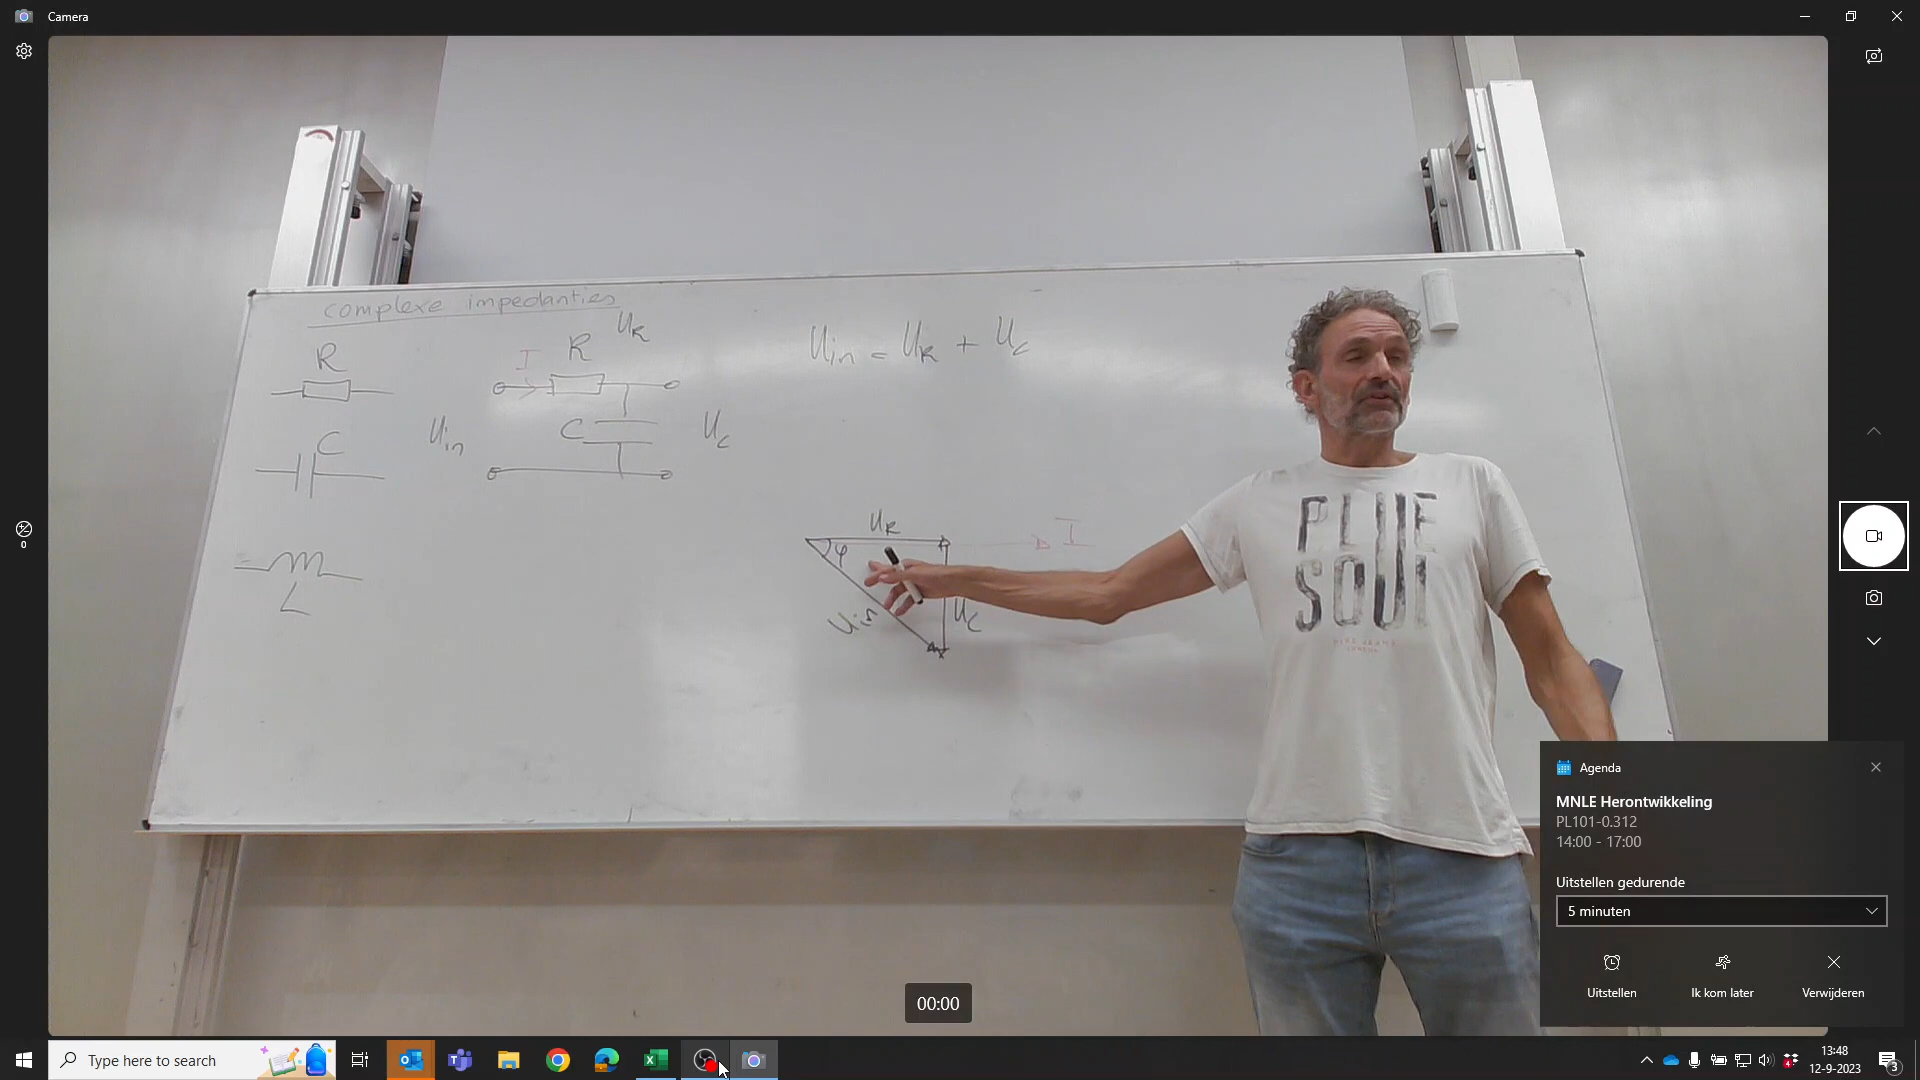 Camera
complexe impedanties
R
C
L
I
R
U_R
U_in
C
U_C
U_in = U_R + U_C
U_R
φ
I
U_in
U_C
PLUE
SOUL
0
00:00
Agenda
MNLE Herontwikkeling
PL101-0.312
14:00 - 17:00
Uitstellen gedurende
5 minuten
Uitstellen
Ik kom later
Verwijderen
Type here to search
13:48
12-9-2023
3